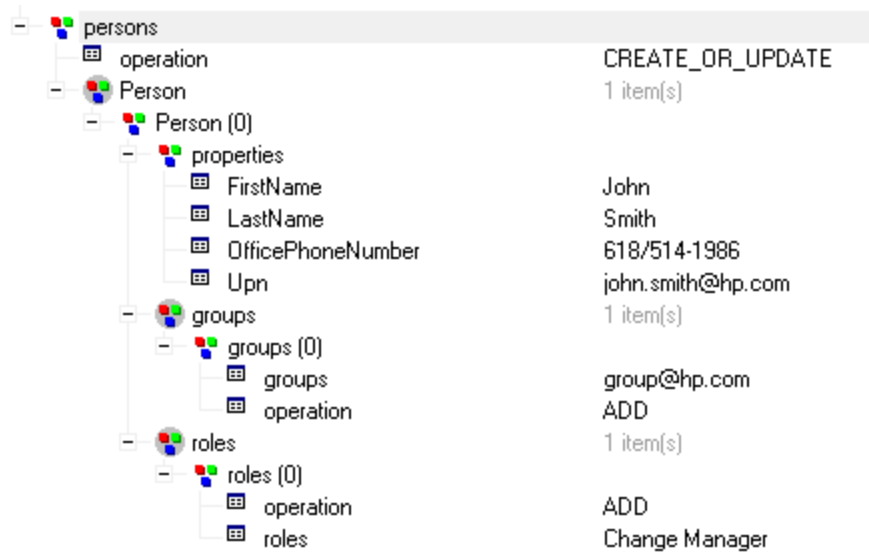 persons
operation CREATE_OR_UPDATE
Person 1 item(s)
Person (0)
properties
FirstName John
LastName Smith
OfficePhoneNumber 618/514-1986
Upn john.smith@hp.com
groups 1 item(s)
groups (0)
groups group@hp.com
operation ADD
roles 1 item(s)
roles (0)
operation ADD
roles Change Manager